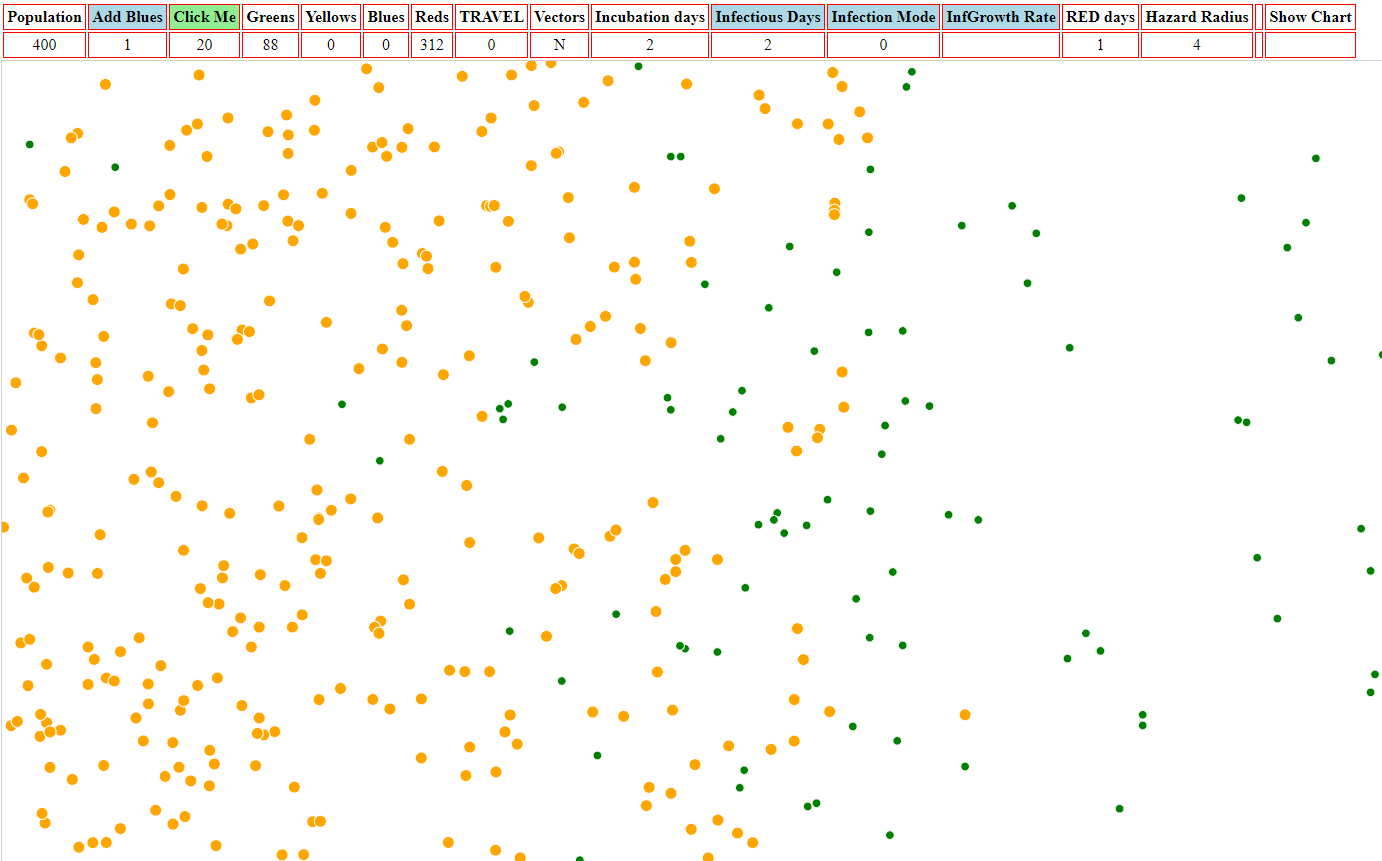 Population Add Blues Click Me Greens Yellows Blues Reds TRAVEL Vectors Incubation days Infectious Days Infection Mode InfGrowth Rate RED days Hazard Radius Show Chart
400 1 20 88 0 0 312 0 N 2 2 0 1 4